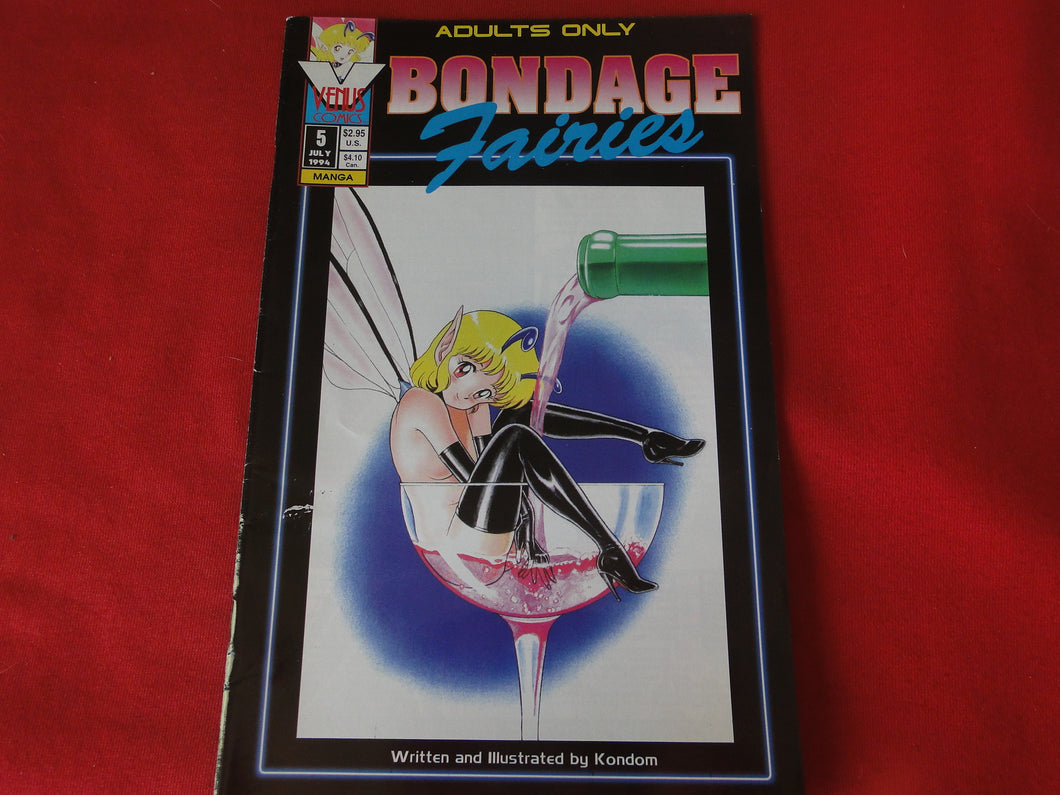 ADULTS ONLY
VENUS
COMICS
5
JULY
1994
$2.95
U.S.
$4.10
Can.
MANGA
BONDAGE
Fairies
Written and Illustrated by Kondom